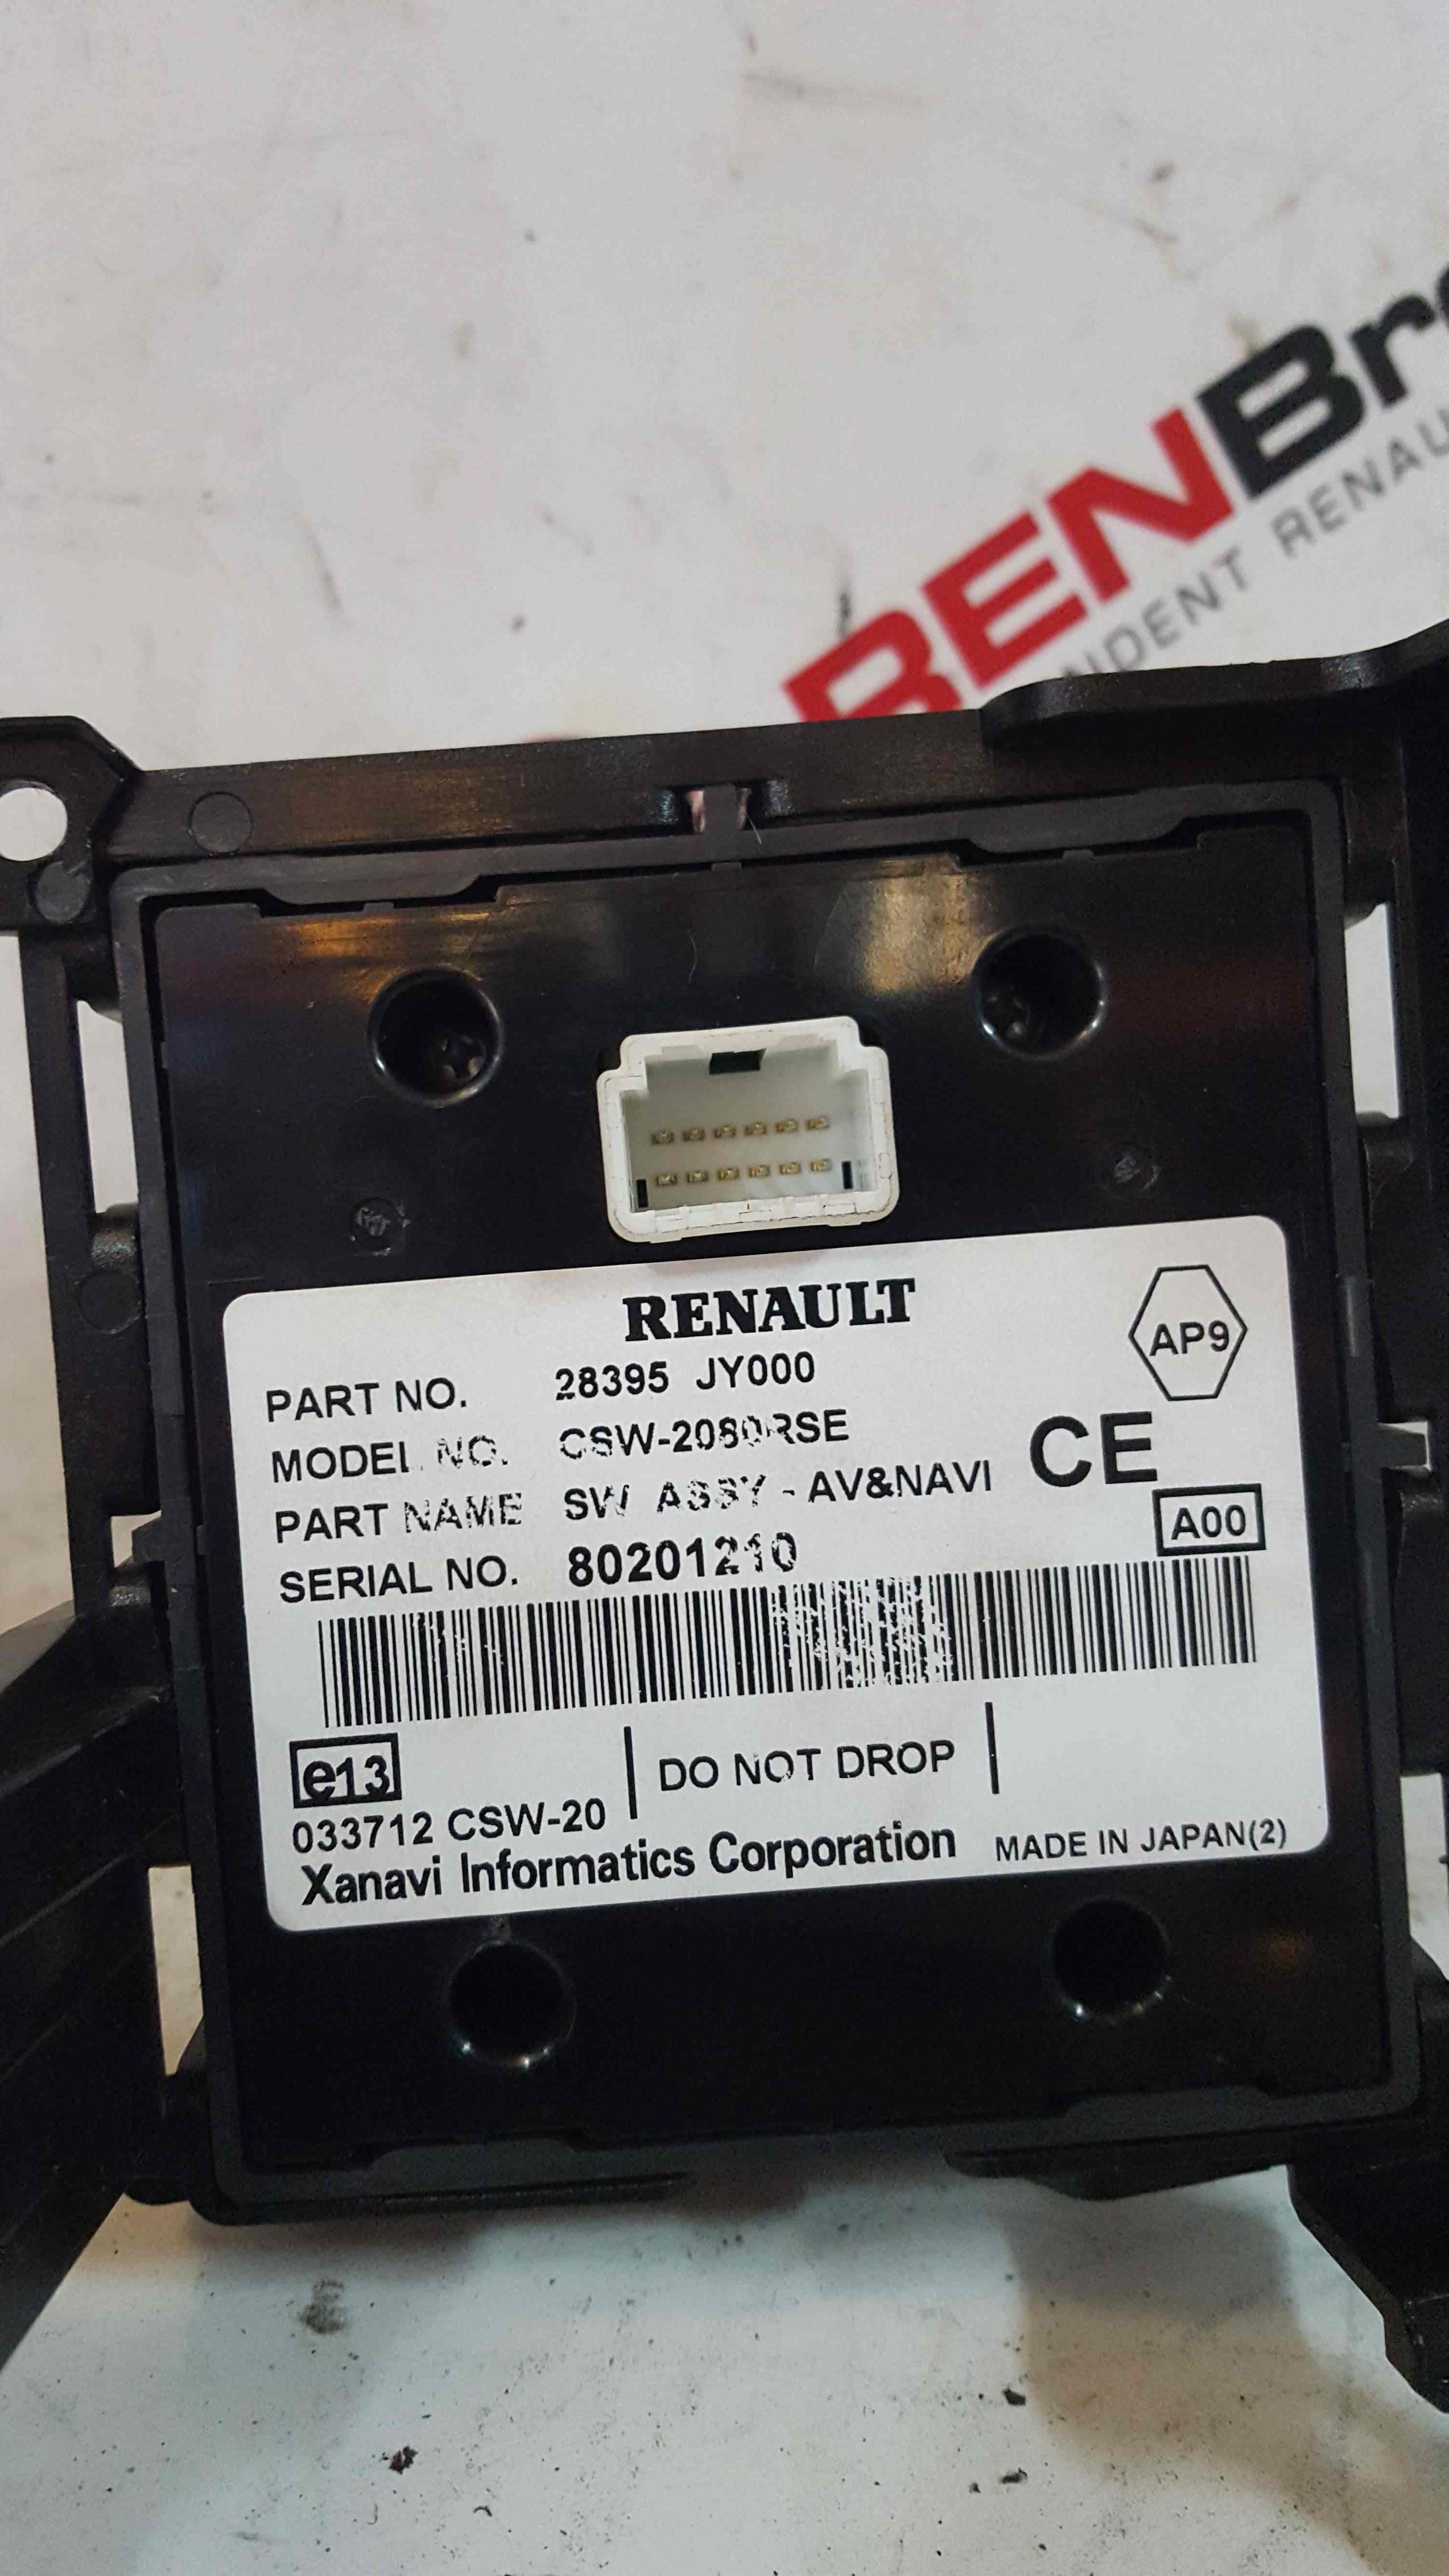 RENBr
NDENT RENAU
RENAULT
AP9
PART NO. 28395 JY000
MODEL NO. CSW-2080RSE
PART NAME SW ASSY - AV&NAVI
CE
SERIAL NO. 80201210
A00
e13
DO NOT DROP
033712 CSW-20
Xanavi Informatics Corporation MADE IN JAPAN(2)